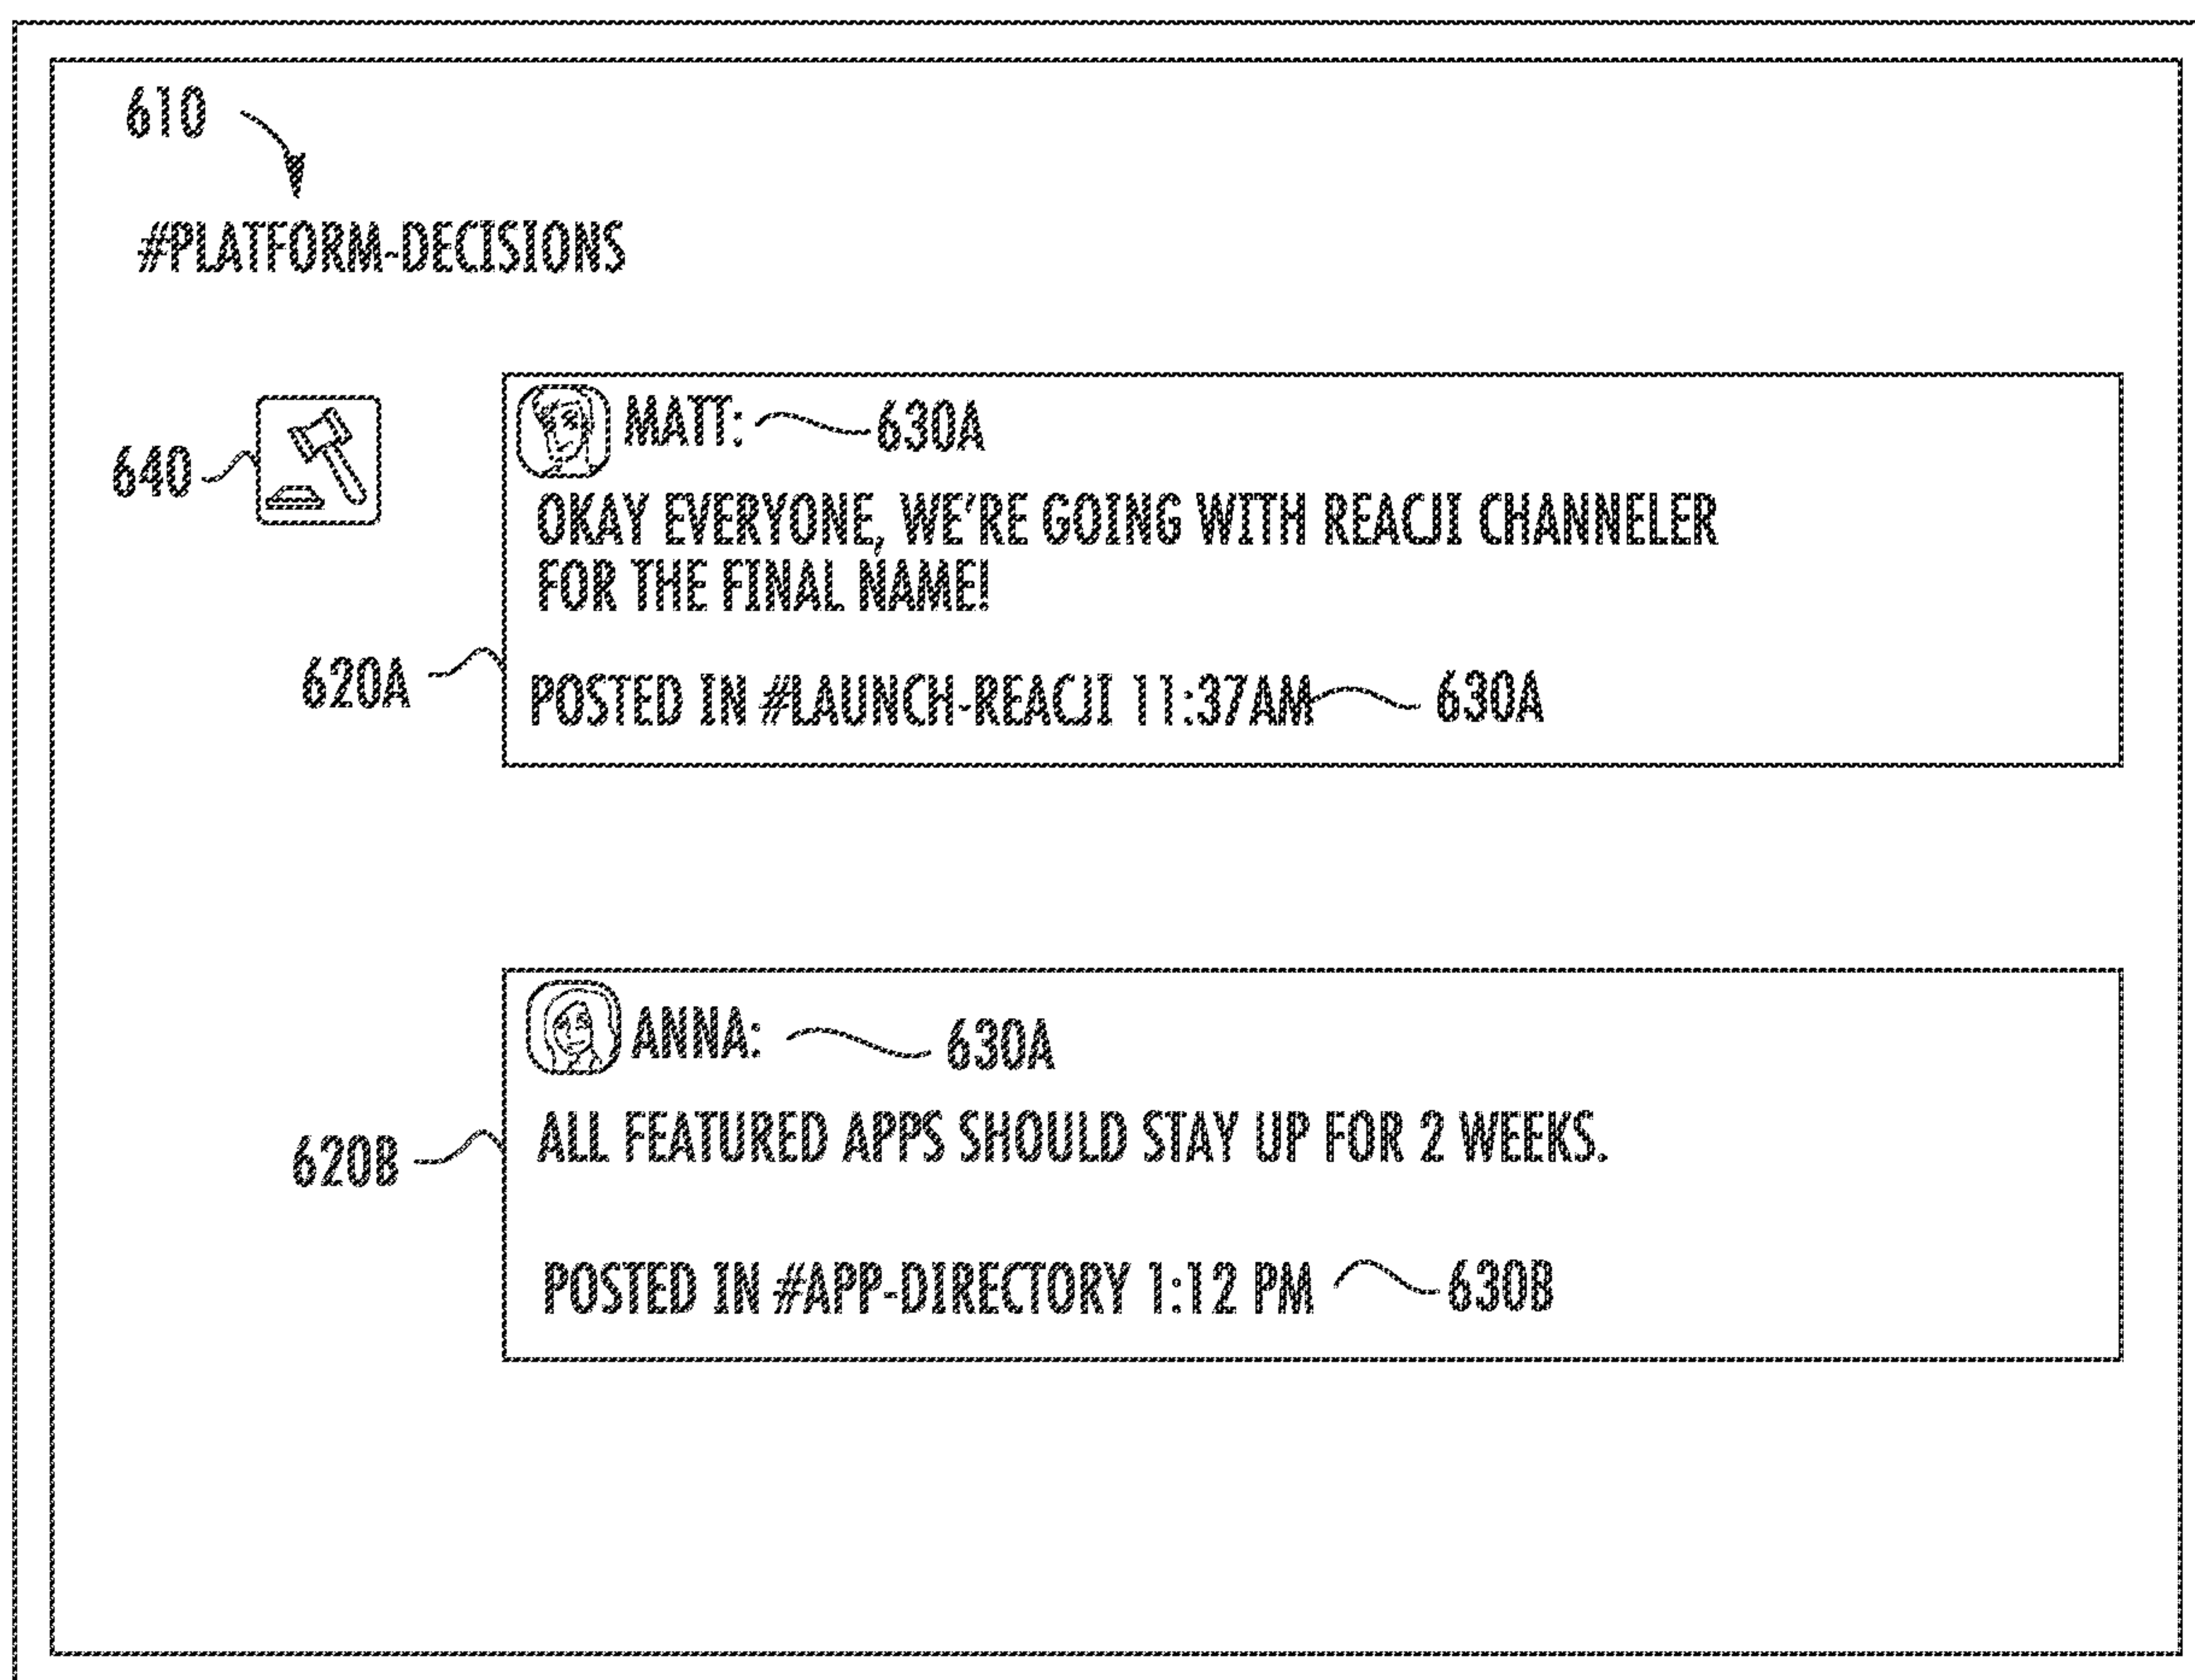 610
#PLATFORM-DECISIONS
640
MATT: 630A
OKAY EVERYONE, WE'RE GOING WITH REACJI CHANNELER
FOR THE FINAL NAME!
620A
POSTED IN #LAUNCH-REACJI 11:37AM 630A
ANNA: 630A
ALL FEATURED APPS SHOULD STAY UP FOR 2 WEEKS.
620B
POSTED IN #APP-DIRECTORY 1:12 PM 630B